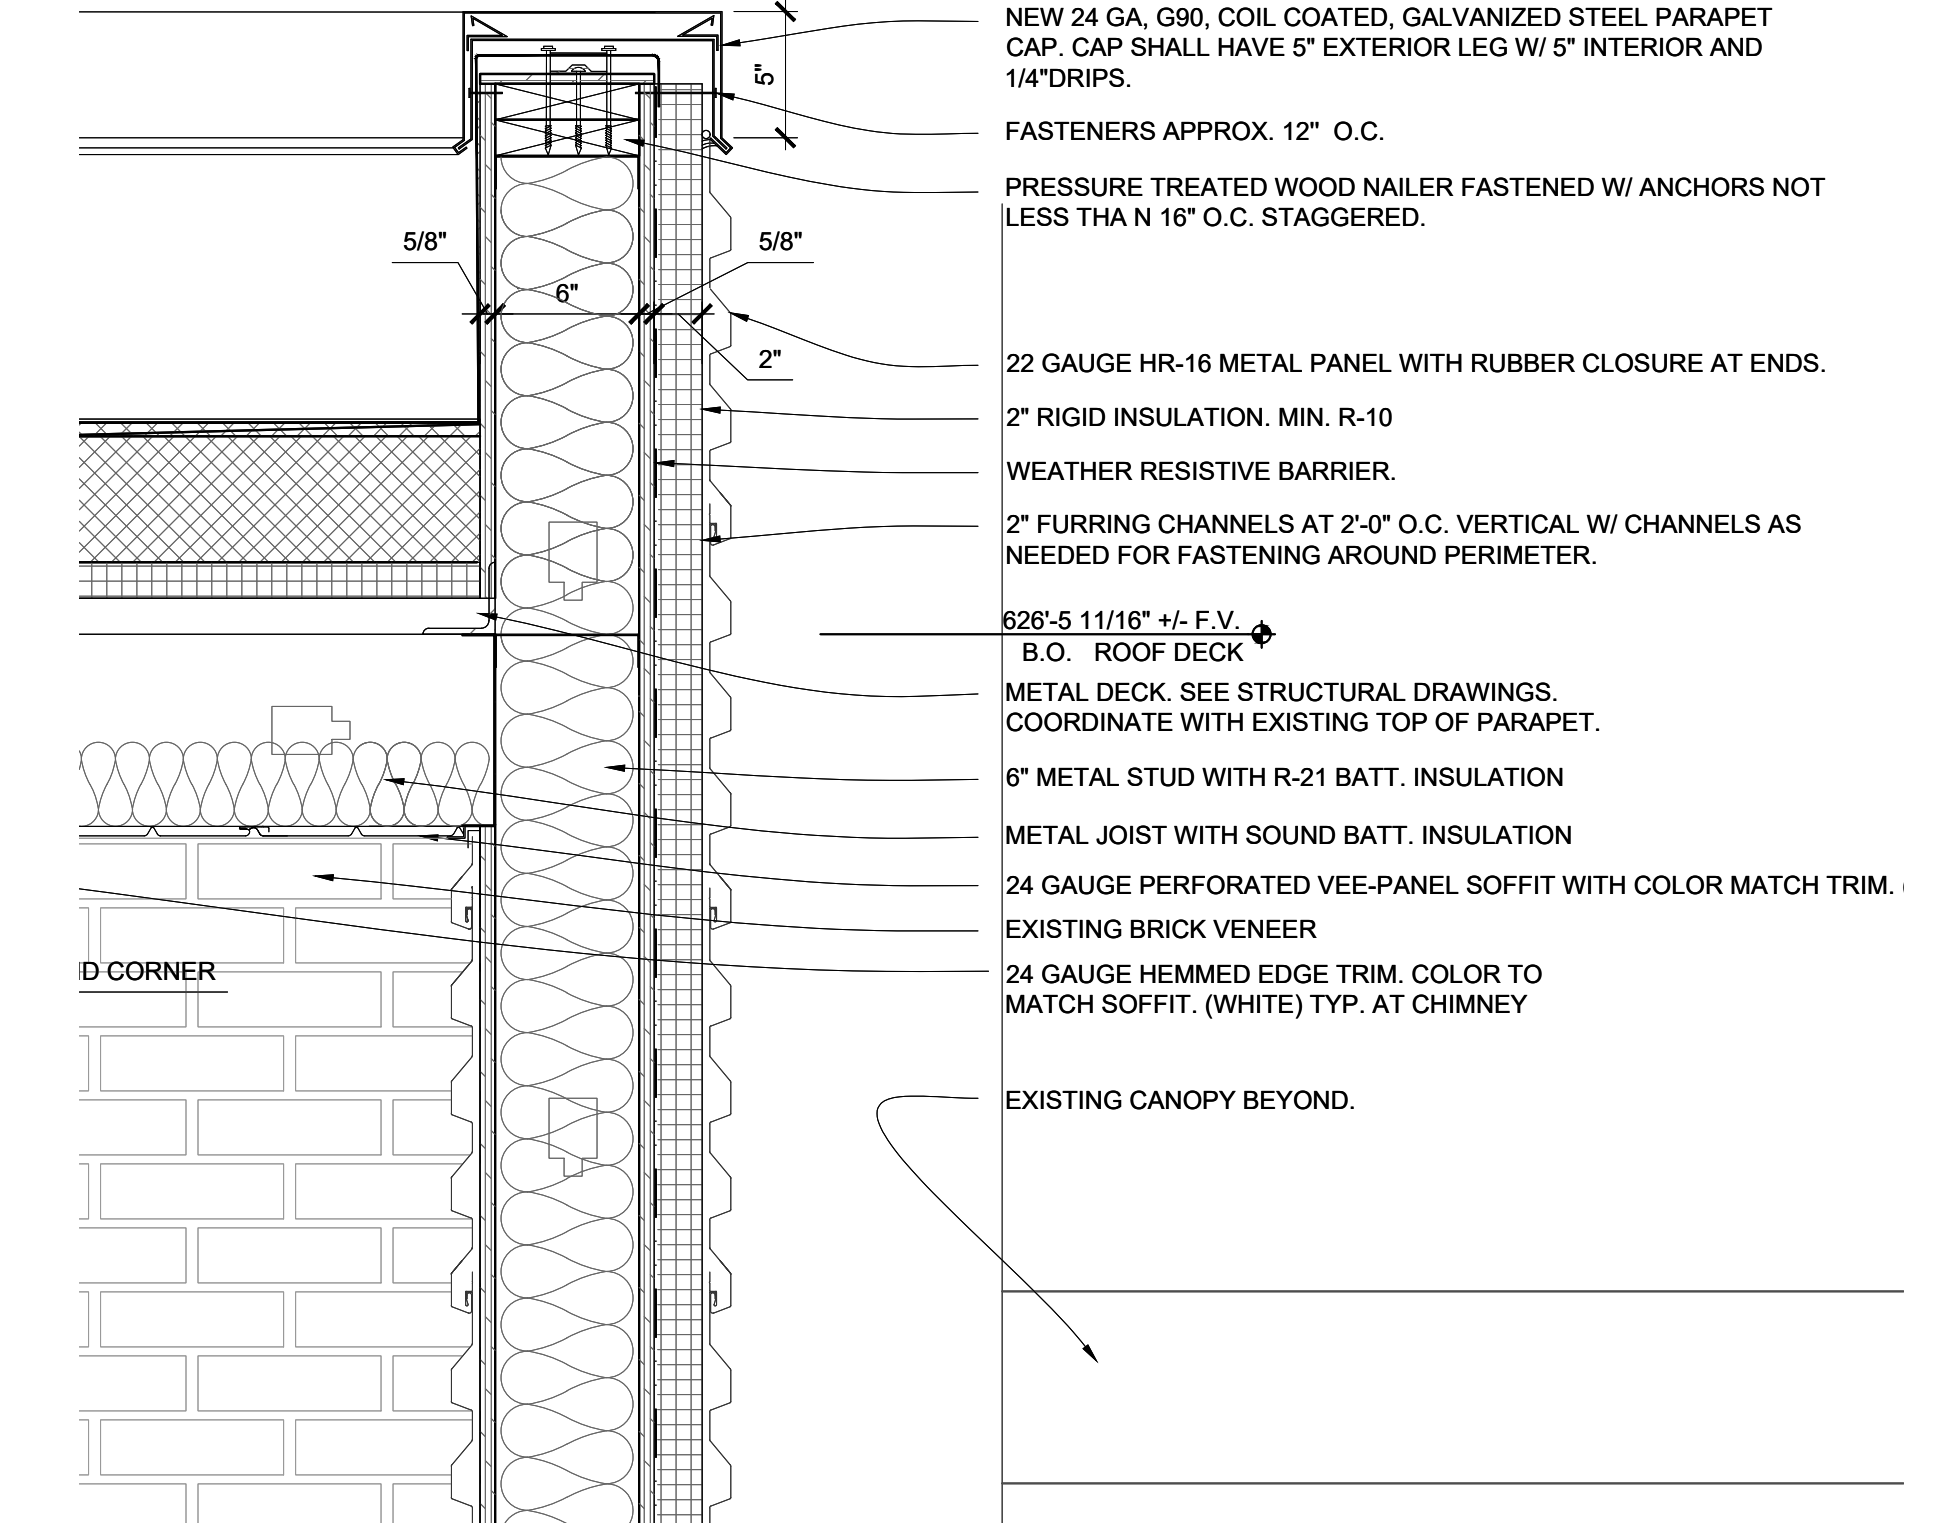 NEW 24 GA, G90, COIL COATED, GALVANIZED STEEL PARAPET
CAP. CAP SHALL HAVE 5" EXTERIOR LEG W/ 5" INTERIOR AND
1/4"DRIPS.
5"
FASTENERS APPROX. 12" O.C.
PRESSURE TREATED WOOD NAILER FASTENED W/ ANCHORS NOT
LESS THA N 16" O.C. STAGGERED.
5/8"
5/8"
6"
2"
22 GAUGE HR-16 METAL PANEL WITH RUBBER CLOSURE AT ENDS.
2" RIGID INSULATION. MIN. R-10
WEATHER RESISTIVE BARRIER.
2" FURRING CHANNELS AT 2'-0" O.C. VERTICAL W/ CHANNELS AS
NEEDED FOR FASTENING AROUND PERIMETER.
626'-5 11/16" +/- F.V.
B.O. ROOF DECK
METAL DECK. SEE STRUCTURAL DRAWINGS.
COORDINATE WITH EXISTING TOP OF PARAPET.
6" METAL STUD WITH R-21 BATT. INSULATION
METAL JOIST WITH SOUND BATT. INSULATION
24 GAUGE PERFORATED VEE-PANEL SOFFIT WITH COLOR MATCH TRIM.
EXISTING BRICK VENEER
24 GAUGE HEMMED EDGE TRIM. COLOR TO
MATCH SOFFIT. (WHITE) TYP. AT CHIMNEY
D CORNER
EXISTING CANOPY BEYOND.